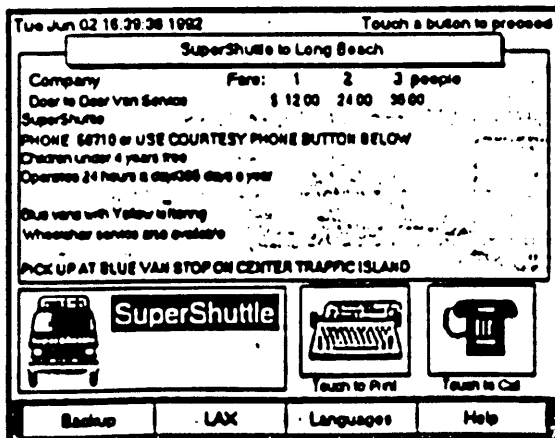 Tue Jun 02 16:39:36 1992 Touch a button to proceed
SuperShuttle to Long Beach
Company Fare: 1 2 3 people
Door to Door Van Service $ 12.00 24.00 36.00
SuperShuttle
PHONE 58710 or USE COURTESY PHONE BUTTON BELOW
Children under 4 years free
Operates 24 hours a day/365 days a year
Blue vans with Yellow lettering
Wheelchair service also available
PICK UP AT BLUE VAN STOP ON CENTER TRAFFIC ISLAND
SuperShuttle
Touch to Print Touch to Call
Backup LAX Languages Help